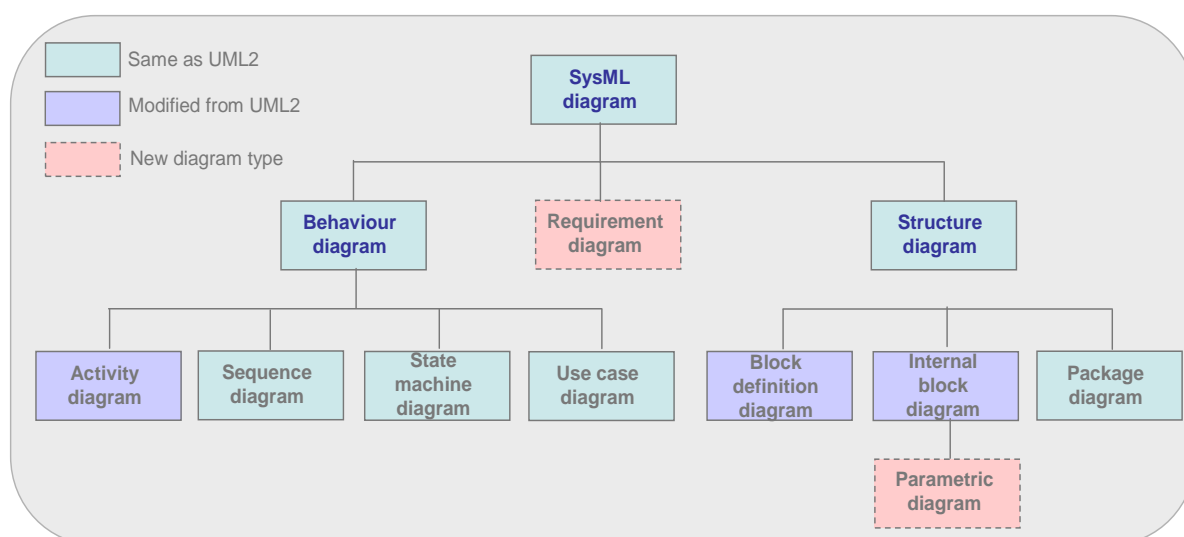 Same as UML2
Modified from UML2
New diagram type
SysML
diagram
Behaviour
diagram
Requirement
diagram
Structure
diagram
Activity
diagram
Sequence
diagram
State
machine
diagram
Use case
diagram
Block
definition
diagram
Internal
block
diagram
Package
diagram
Parametric
diagram